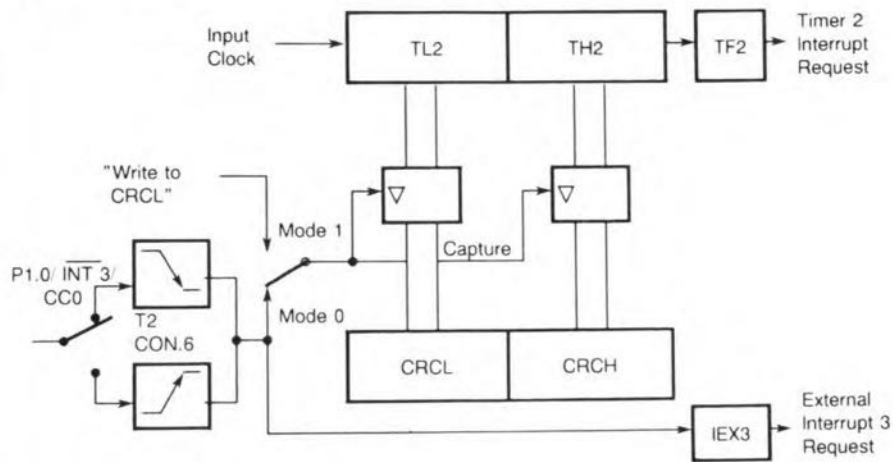 Input
Clock
TL2
TH2
TF2
Timer 2
Interrupt
Request
"Write to
CRCL"
Mode 1
Capture
P1.0/ INT 3/
CC0
T2
CON.6
Mode 0
CRCL
CRCH
IEX3
External
Interrupt 3
Request